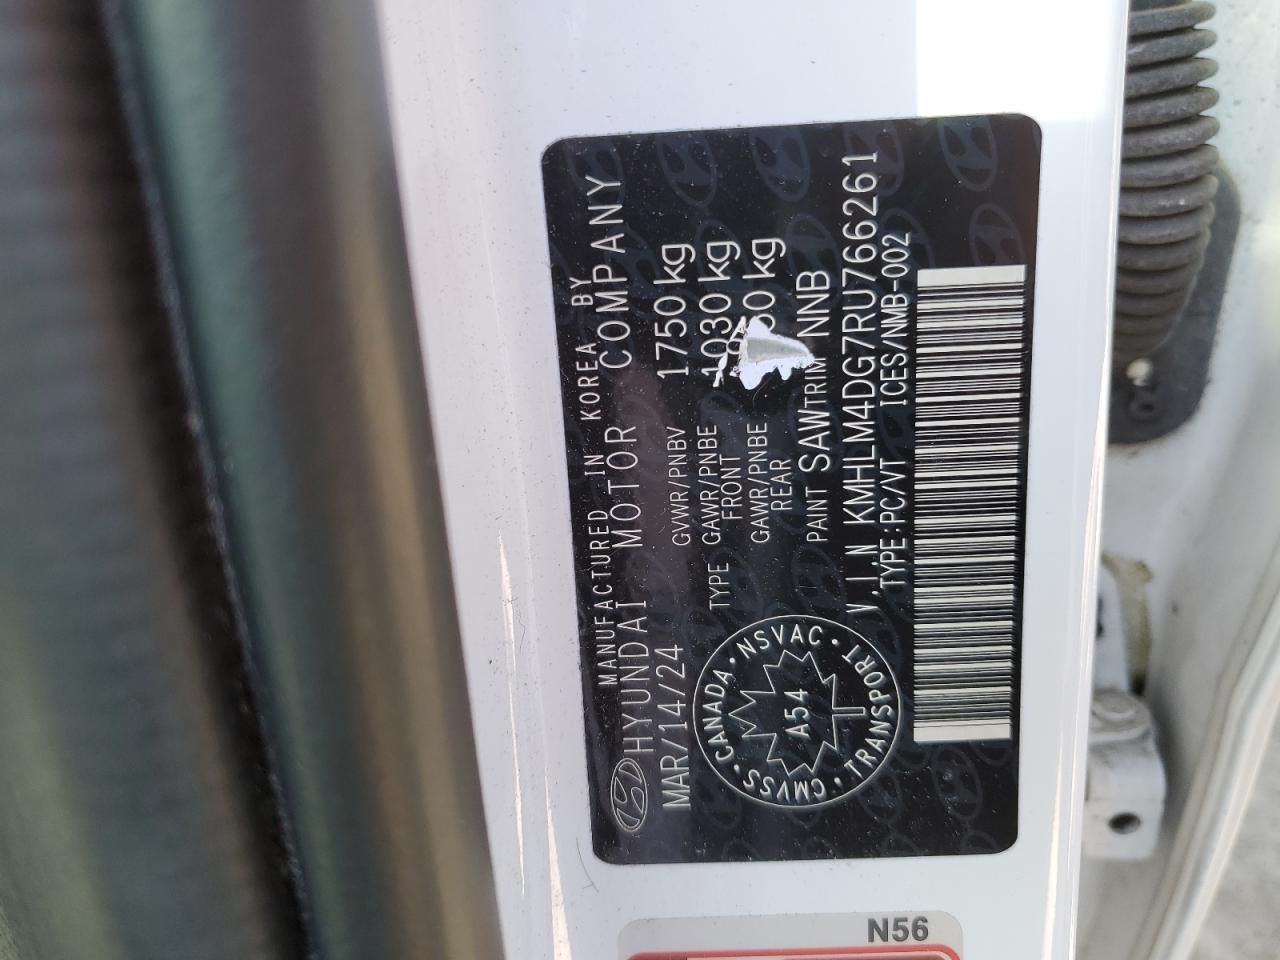 MANUFACTURED IN KOREA BY
HYUNDAI MOTOR COMPANY
MAR/14/24
GVWR/PNBV 1750 kg
TYPE GAWR/PNBE FRONT 1030 kg
GAWR/PNBE REAR 50 kg
PAINT SAW TRIM NNB
V.I.N KMHLM4DG7RU766261
TYPE:PC/VT ICES/NMB-002
CANADA · NSVAC · TRANSPORT · CMVSS ·
A54
N56